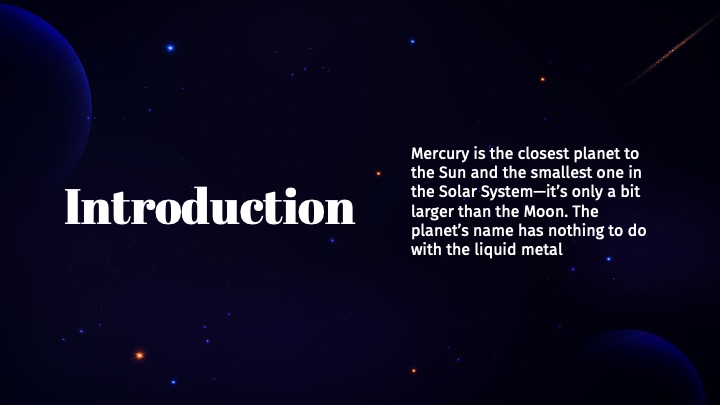 Introduction
Mercury is the closest planet to
the Sun and the smallest one in
the Solar System—it’s only a bit
larger than the Moon. The
planet’s name has nothing to do
with the liquid metal